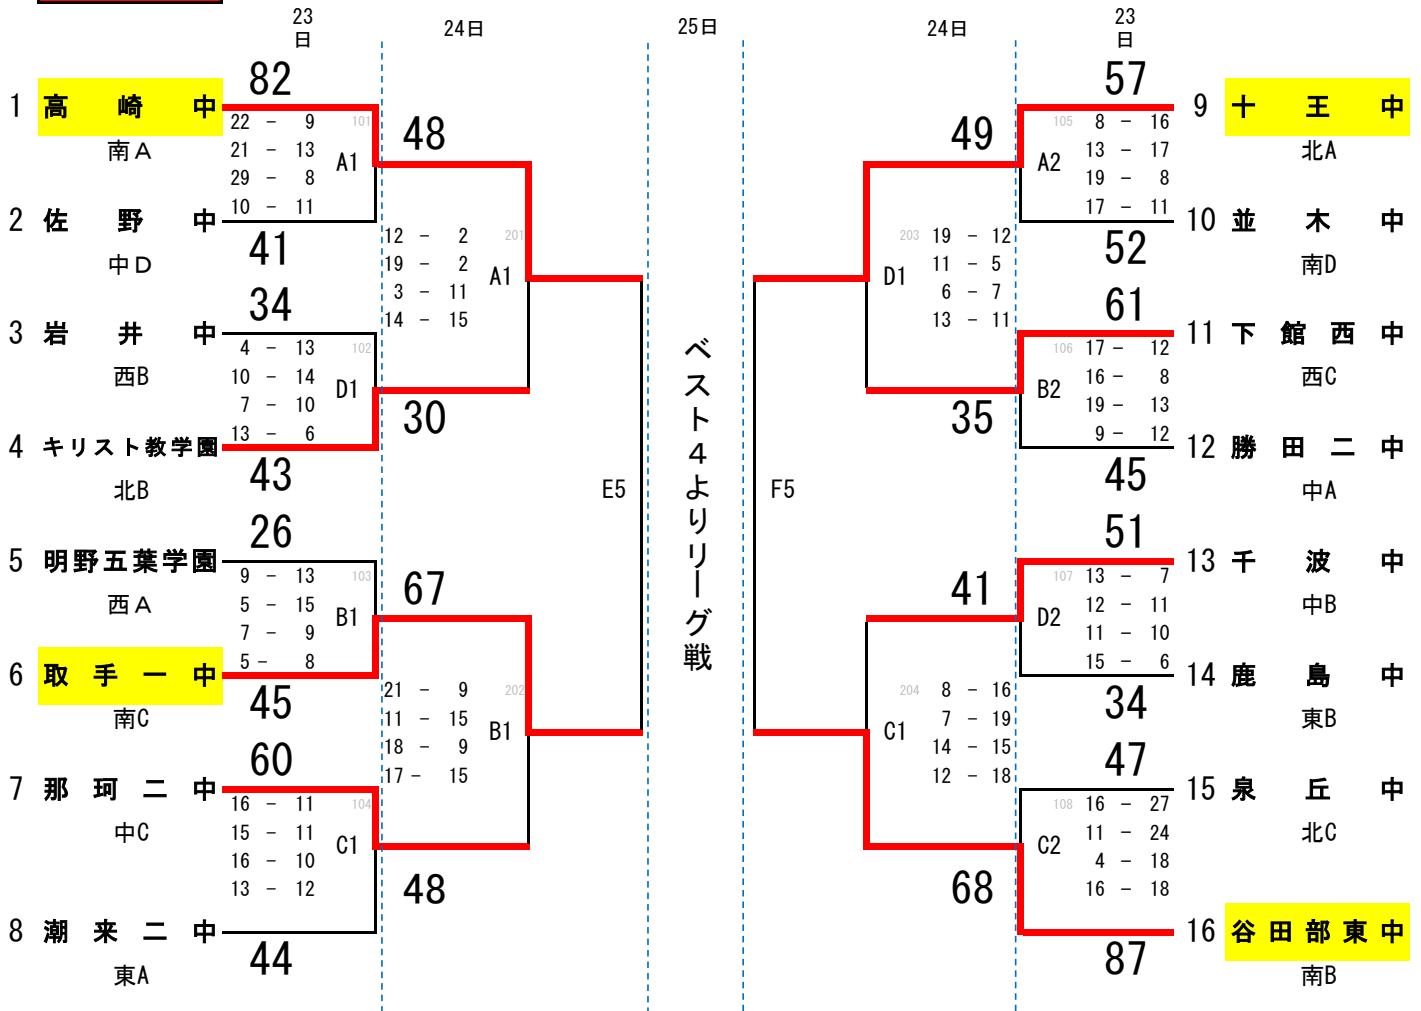 23
日
24日
25日
24日
23
日
82
1 高崎中
南A
22 - 9
21 - 13
29 - 8
10 - 11
101
A1
2 佐野中
中D
41
48
34
3 岩井中
西B
4 - 13
10 - 14
7 - 10
13 - 6
102
D1
4 キリスト教学園
北B
43
12 - 2
19 - 2
3 - 11
14 - 15
201
A1
30
26
5 明野五葉学園
西A
9 - 13
5 - 15
7 - 9
5 - 8
103
B1
6 取手一中
南C
45
67
60
7 那珂二中
中C
16 - 11
15 - 11
16 - 10
13 - 12
104
C1
8 潮来二中
東A
44
21 - 9
11 - 15
18 - 9
17 - 15
202
B1
48
E5
ベスト4よりリーグ戦
F5
49
203
19 - 12
11 - 5
6 - 7
13 - 11
D1
35
41
204
8 - 16
7 - 19
14 - 15
12 - 18
C1
68
57
9 十王中
北A
105
8 - 16
13 - 17
19 - 8
17 - 11
A2
10 並木中
南D
52
61
11 下館西中
西C
106
17 - 12
16 - 8
19 - 13
9 - 12
B2
12 勝田二中
中A
45
51
13 千波中
中B
107
13 - 7
12 - 11
11 - 10
15 - 6
D2
14 鹿島中
東B
34
47
15 泉丘中
北C
108
16 - 27
11 - 24
4 - 18
16 - 18
C2
16 谷田部東中
南B
87